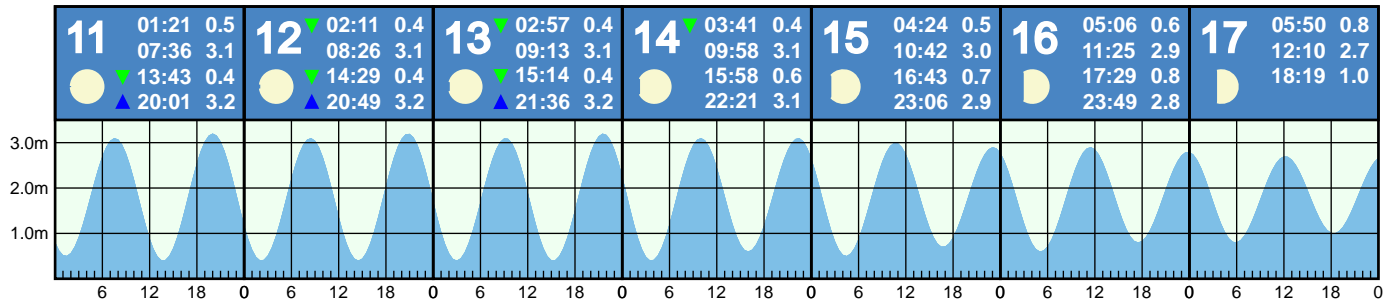 11 01:21 0.5
07:36 3.1
▼ 13:43 0.4
▲ 20:01 3.2
12 ▼ 02:11 0.4
08:26 3.1
▼ 14:29 0.4
▲ 20:49 3.2
13 ▼ 02:57 0.4
09:13 3.1
▼ 15:14 0.4
▲ 21:36 3.2
14 ▼ 03:41 0.4
09:58 3.1
15:58 0.6
22:21 3.1
15 04:24 0.5
10:42 3.0
16:43 0.7
23:06 2.9
16 05:06 0.6
11:25 2.9
17:29 0.8
23:49 2.8
17 05:50 0.8
12:10 2.7
18:19 1.0
3.0m
2.0m
1.0m
6 12 18 0 6 12 18 0 6 12 18 0 6 12 18 0 6 12 18 0 6 12 18 0 6 12 18 0